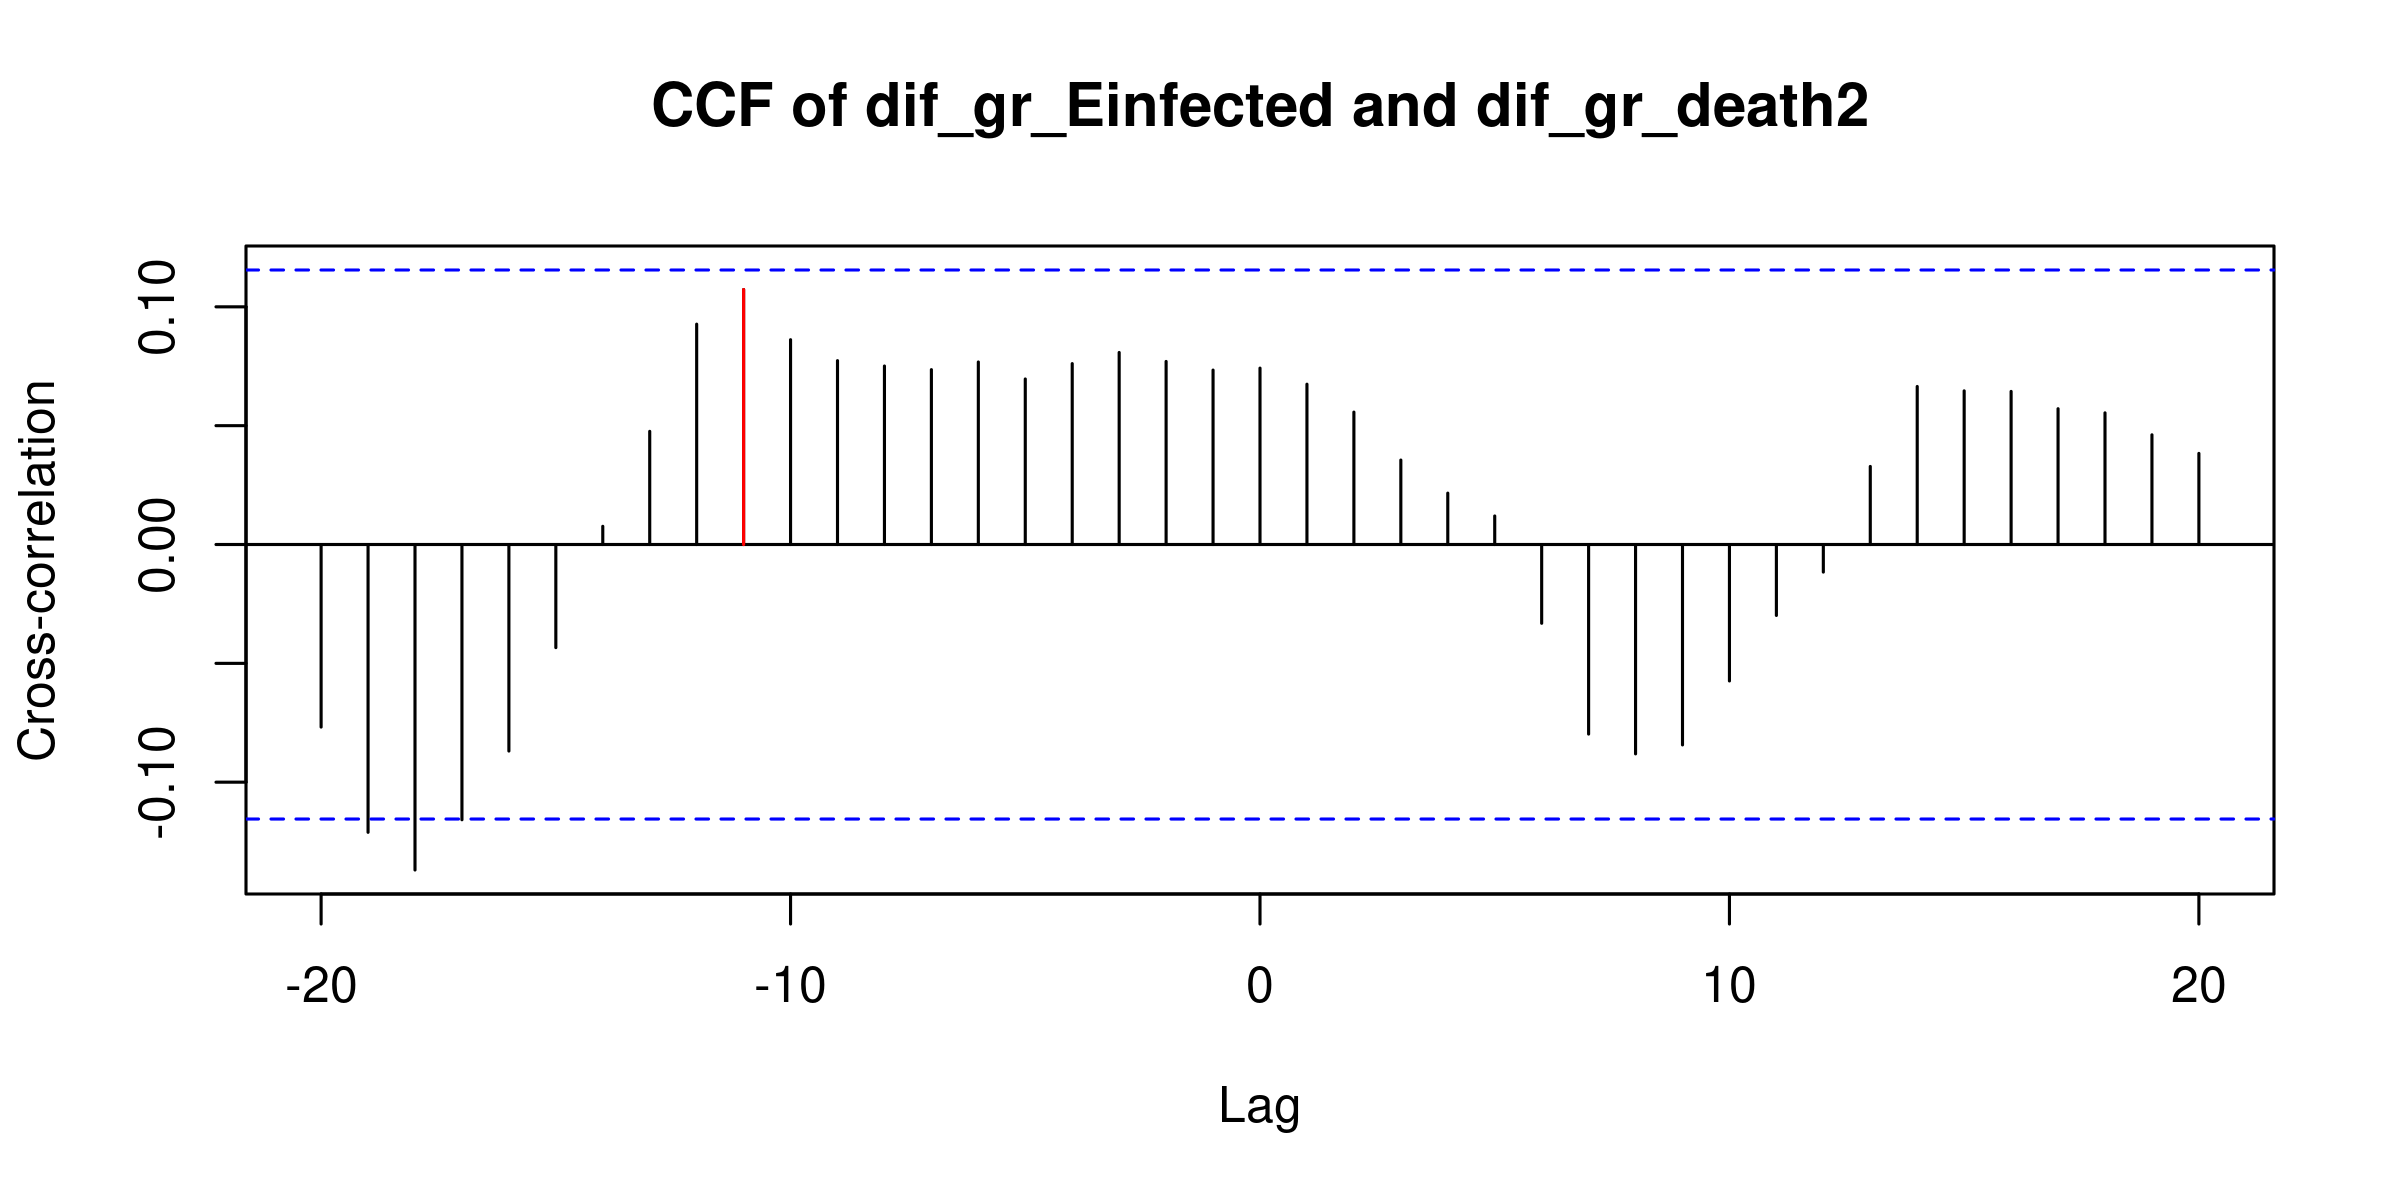 CCF of dif_gr_Einfected and dif_gr_death2
Cross-correlation
0.10
0.00
-0.10
-20 -10 0 10 20
Lag